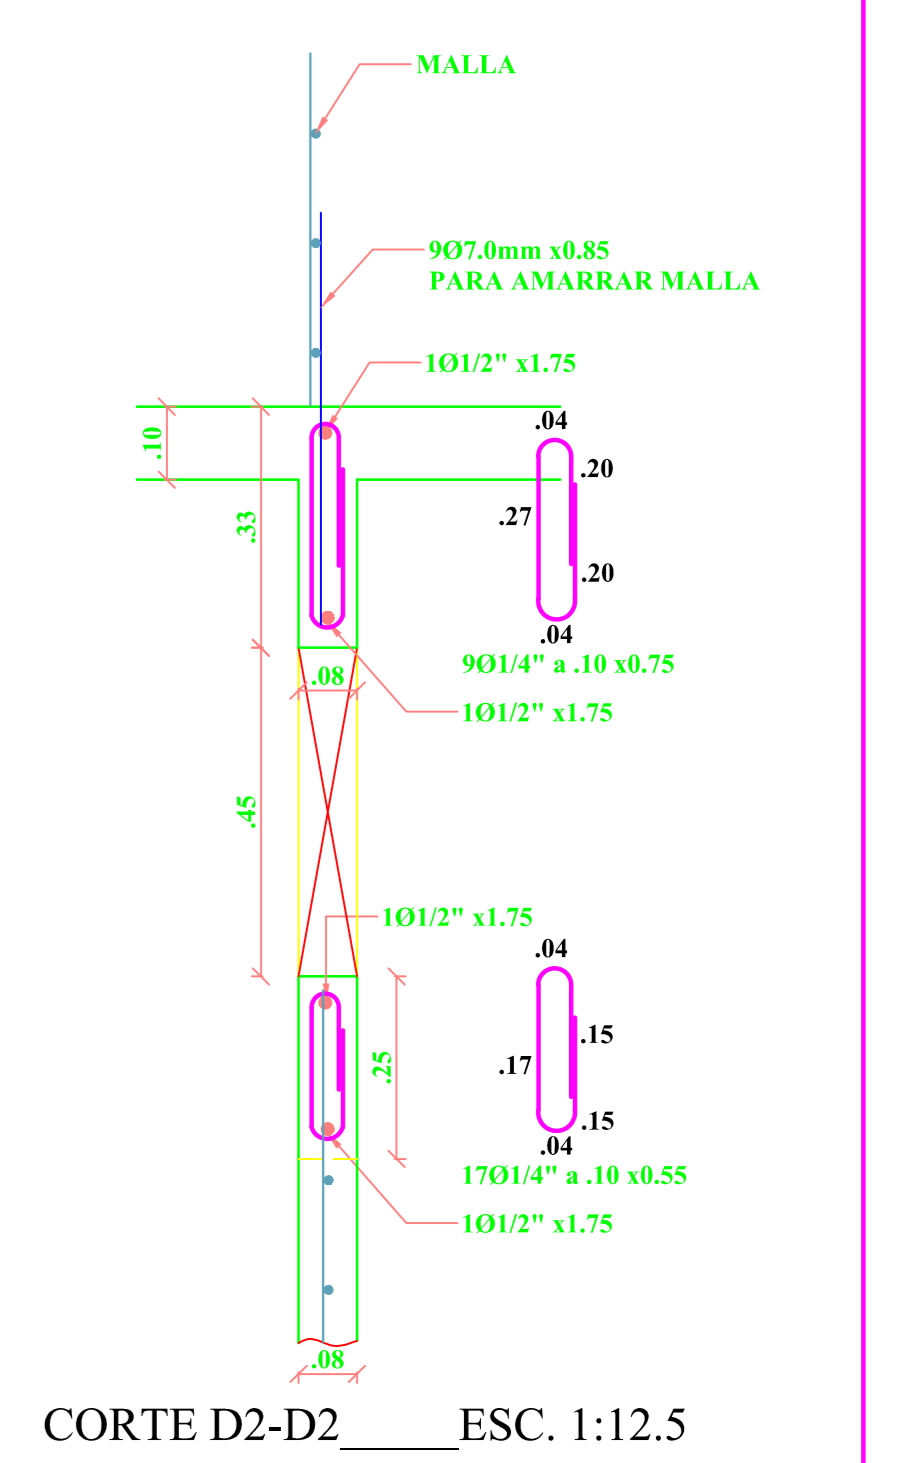 MALLA
9Ø7.0mm x0.85
PARA AMARRAR MALLA
1Ø1/2" x1.75
.10
.33
.04
.20
.27
.20
.04
9Ø1/4" a .10 x0.75
.08
1Ø1/2" x1.75
.45
1Ø1/2" x1.75
.04
.15
.17
.25
.15
.04
17Ø1/4" a .10 x0.55
1Ø1/2" x1.75
.08
CORTE D2-D2_____ESC. 1:12.5